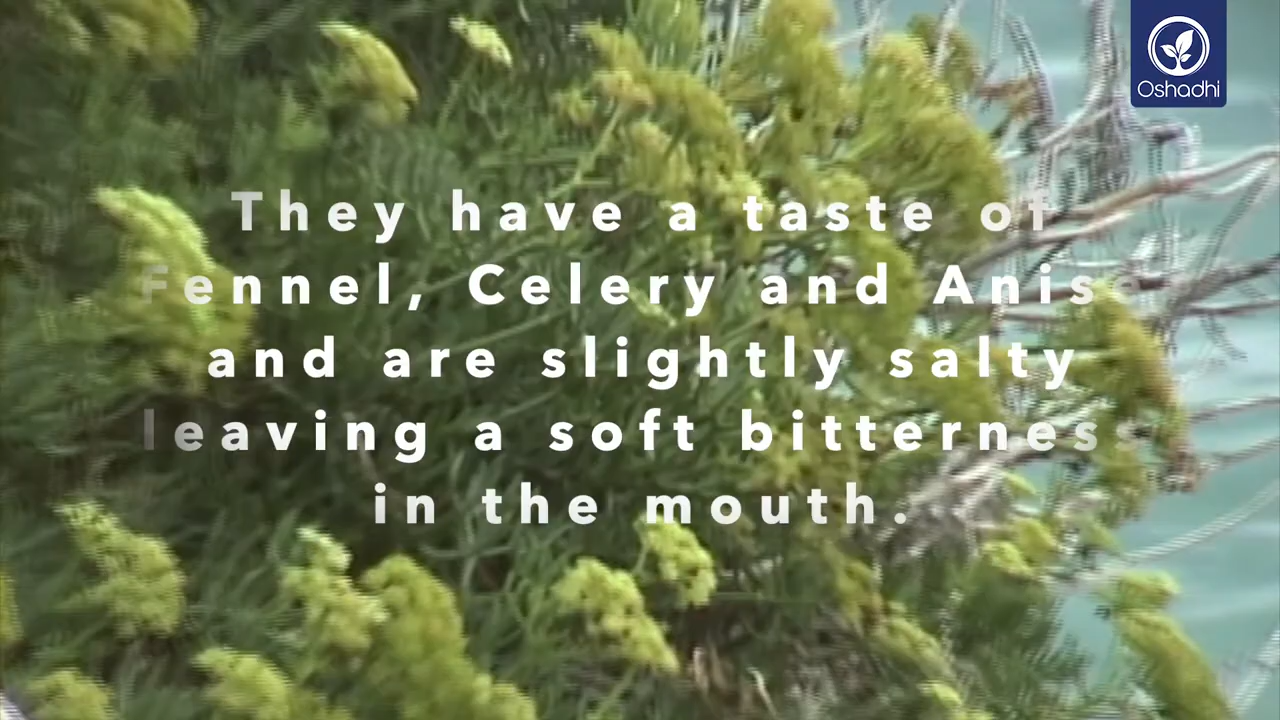 Oshadhi
They have a taste of
Fennel, Celery and Anise
and are slightly salty
leaving a soft bitterness
in the mouth.